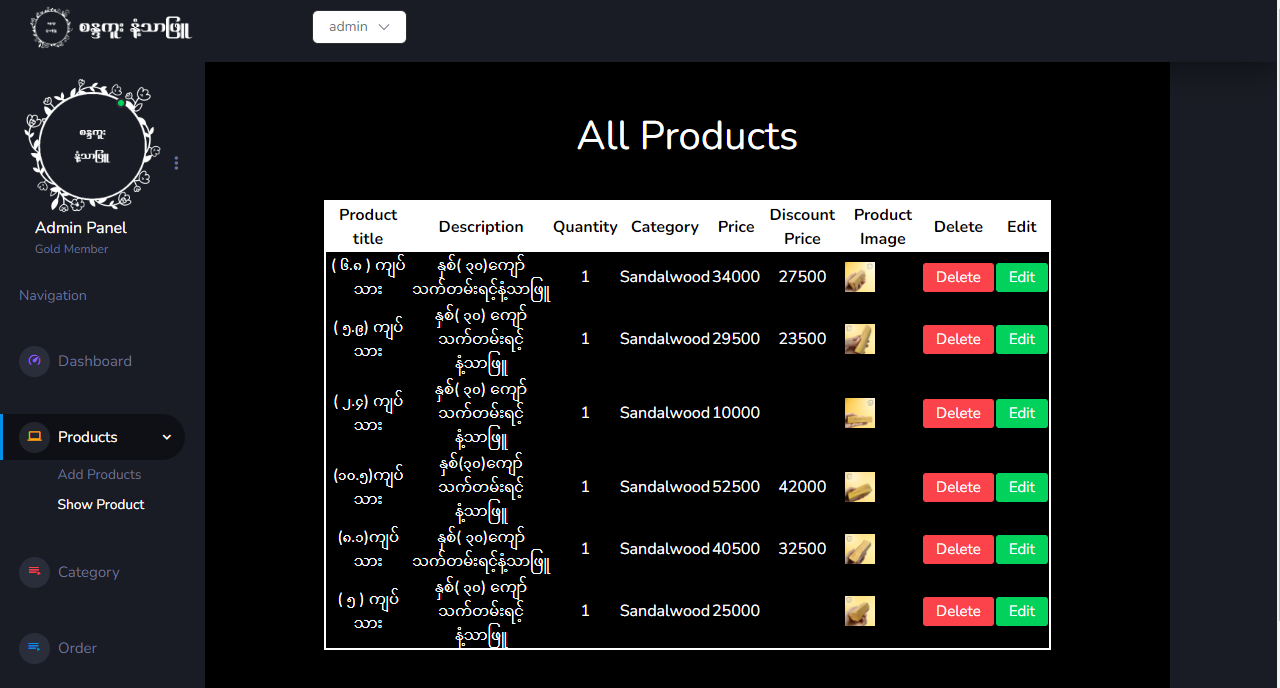 စန္ဒကူး နံ့သာဖြူ
admin
စန္ဒကူး
နံ့သာဖြူ
Admin Panel
Gold Member
Navigation
Dashboard
Products
Add Products
Show Product
Category
Order
All Products
Product title Description Quantity Category Price Discount Price Product Image Delete Edit
( ၆.၈ ) ကျပ်သား နှစ်( ၃၀)ကျော် သက်တမ်းရင့်နံ့သာဖြူ 1 Sandalwood 34000 27500 Delete Edit
( ၅.၉) ကျပ်သား နှစ်( ၃၀) ကျော် သက်တမ်းရင့် နံ့သာဖြူ 1 Sandalwood 29500 23500 Delete Edit
( ၂.၄) ကျပ်သား နှစ်( ၃၀) ကျော် သက်တမ်းရင့် နံ့သာဖြူ 1 Sandalwood 10000 Delete Edit
(၁၀.၅)ကျပ်သား နှစ်(၃၀)ကျော် သက်တမ်းရင့် နံ့သာဖြူ 1 Sandalwood 52500 42000 Delete Edit
(၈.၁)ကျပ်သား နှစ်( ၃၀)ကျော် သက်တမ်းရင့်နံ့သာဖြူ 1 Sandalwood 40500 32500 Delete Edit
( ၅ ) ကျပ်သား နှစ်( ၃၀) ကျော် သက်တမ်းရင့် နံ့သာဖြူ 1 Sandalwood 25000 Delete Edit